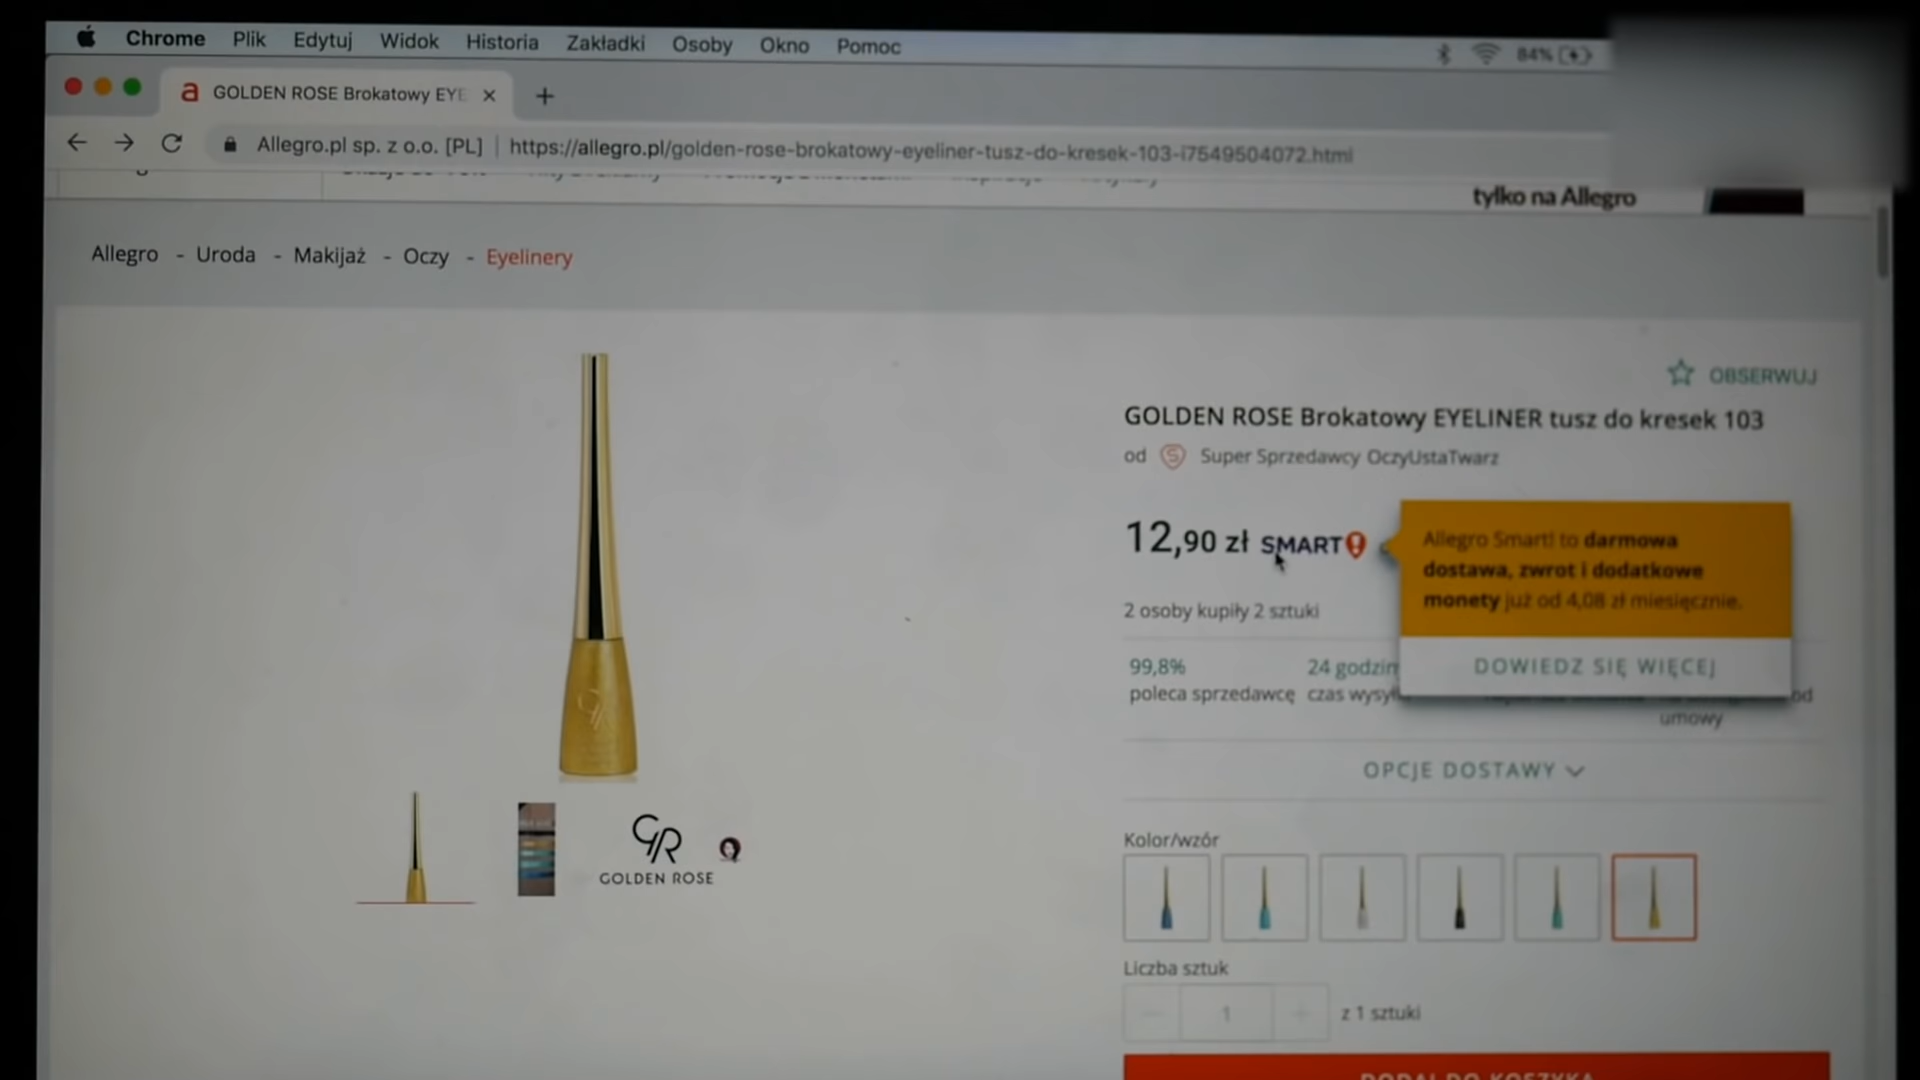 Chrome Plik Edytuj Widok Historia Zakładki Osoby Okno Pomoc 84%
GOLDEN ROSE Brokatowy EYE
Allegro.pl sp. z o.o. [PL] https://allegro.pl/golden-rose-brokatowy-eyeliner-tusz-do-kresek-103-i7549504072.html
tylko na Allegro
Allegro - Uroda - Makijaż - Oczy - Eyelinery
OBSERWUJ
GOLDEN ROSE Brokatowy EYELINER tusz do kresek 103
od Super Sprzedawcy OczyUstaTwarz
12,90 zł SMART!
Allegro Smart! to darmowa
dostawa, zwrot i dodatkowe
monety już od 4,08 zł miesięcznie.
DOWIEDZ SIĘ WIĘCEJ
2 osoby kupiły 2 sztuki
99,8%
poleca sprzedawcę
24 godzin
czas wysył
od
umowy
OPCJE DOSTAWY
GR
GOLDEN ROSE
Kolor/wzór
Liczba sztuk
1 z 1 sztuki
DODAJ DO KOSZYKA